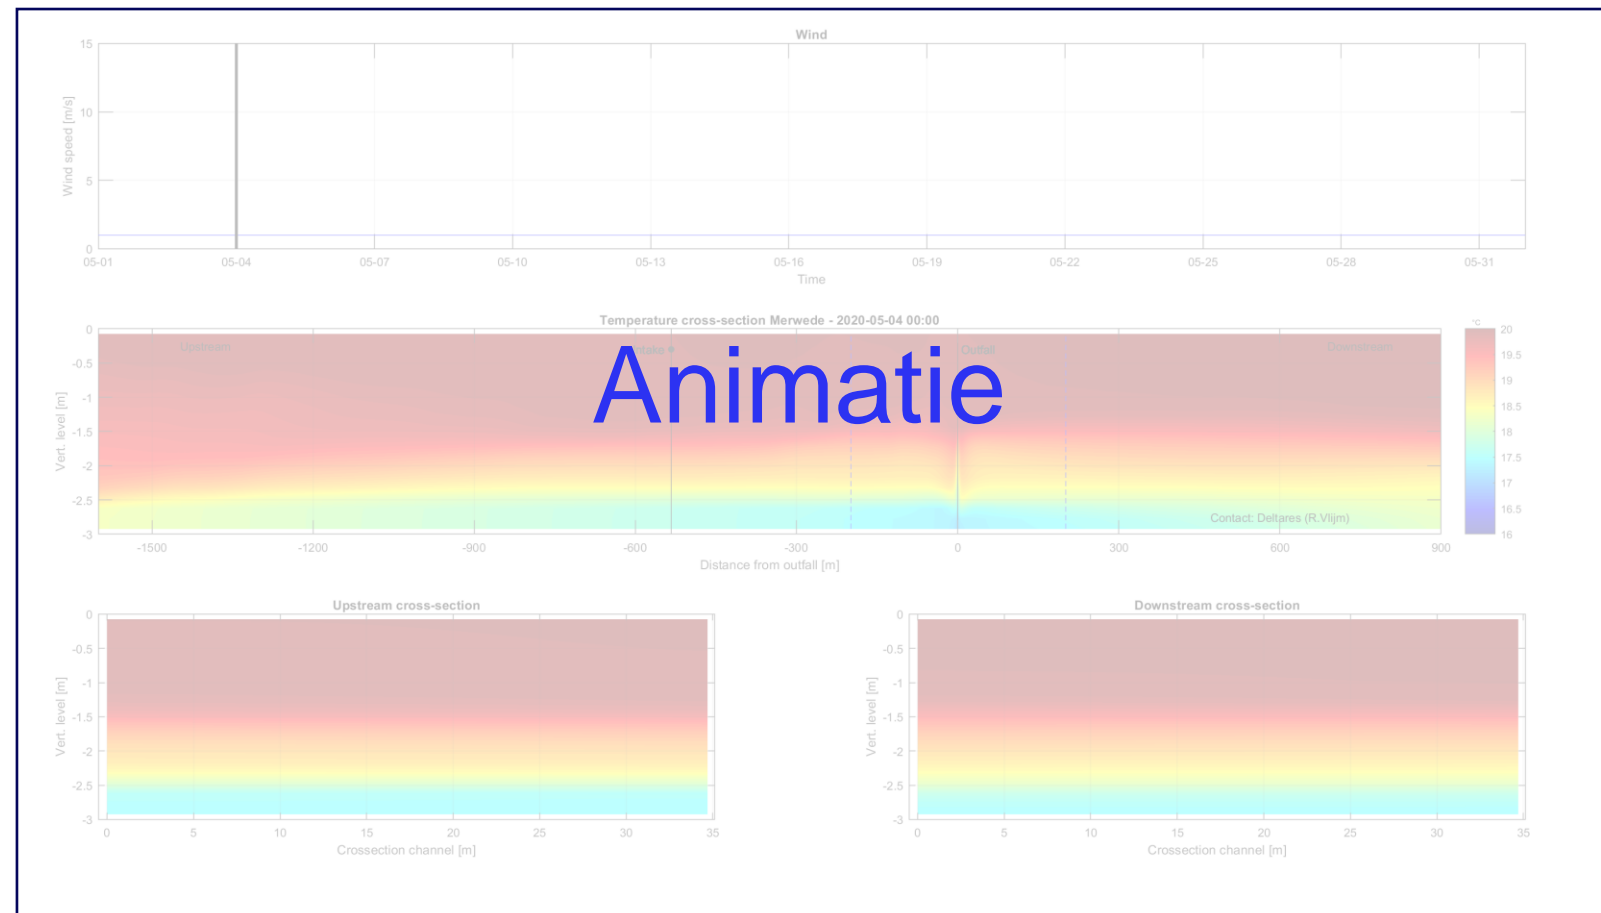 Wind
15
10
5
0
Wind speed [m/s]
05-01 05-04 05-07 05-10 05-13 05-16 05-19 05-22 05-25 05-28 05-31
Time
Temperature cross-section Merwede - 2020-05-04 00:00
°C
Upstream Intake Outfall Downstream
Animatie
0
-0.5
-1
-1.5
-2
-2.5
-3
Vert. level [m]
Contact: Deltares (R.Vlijm)
20
19.5
19
18.5
18
17.5
17
16.5
16
-1500 -1200 -900 -600 -300 0 300 600 900
Distance from outfall [m]
Upstream cross-section
0
-0.5
-1
-1.5
-2
-2.5
-3
Vert. level [m]
0 5 10 15 20 25 30 35
Crossection channel [m]
Downstream cross-section
0
-0.5
-1
-1.5
-2
-2.5
-3
Vert. level [m]
0 5 10 15 20 25 30 35
Crossection channel [m]